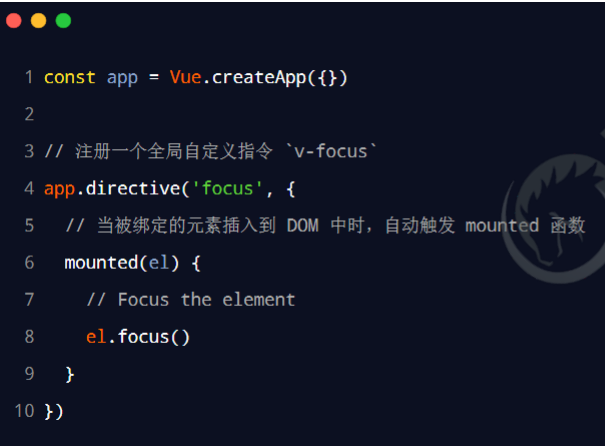 1 const app = Vue.createApp({})
2
3 // 注册一个全局自定义指令 `v-focus`
4 app.directive('focus', {
5   // 当被绑定的元素插入到 DOM 中时，自动触发 mounted 函数
6   mounted(el) {
7     // Focus the element
8     el.focus()
9   }
10 })